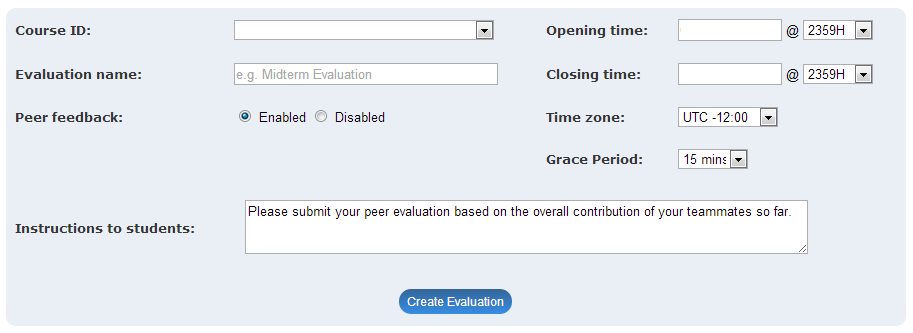 Course ID: Opening time: @ 2359H
Evaluation name: e.g. Midterm Evaluation Closing time: @ 2359H
Peer feedback: Enabled Disabled Time zone: UTC -12:00
Grace Period: 15 mins
Instructions to students: Please submit your peer evaluation based on the overall contribution of your teammates so far.
Create Evaluation